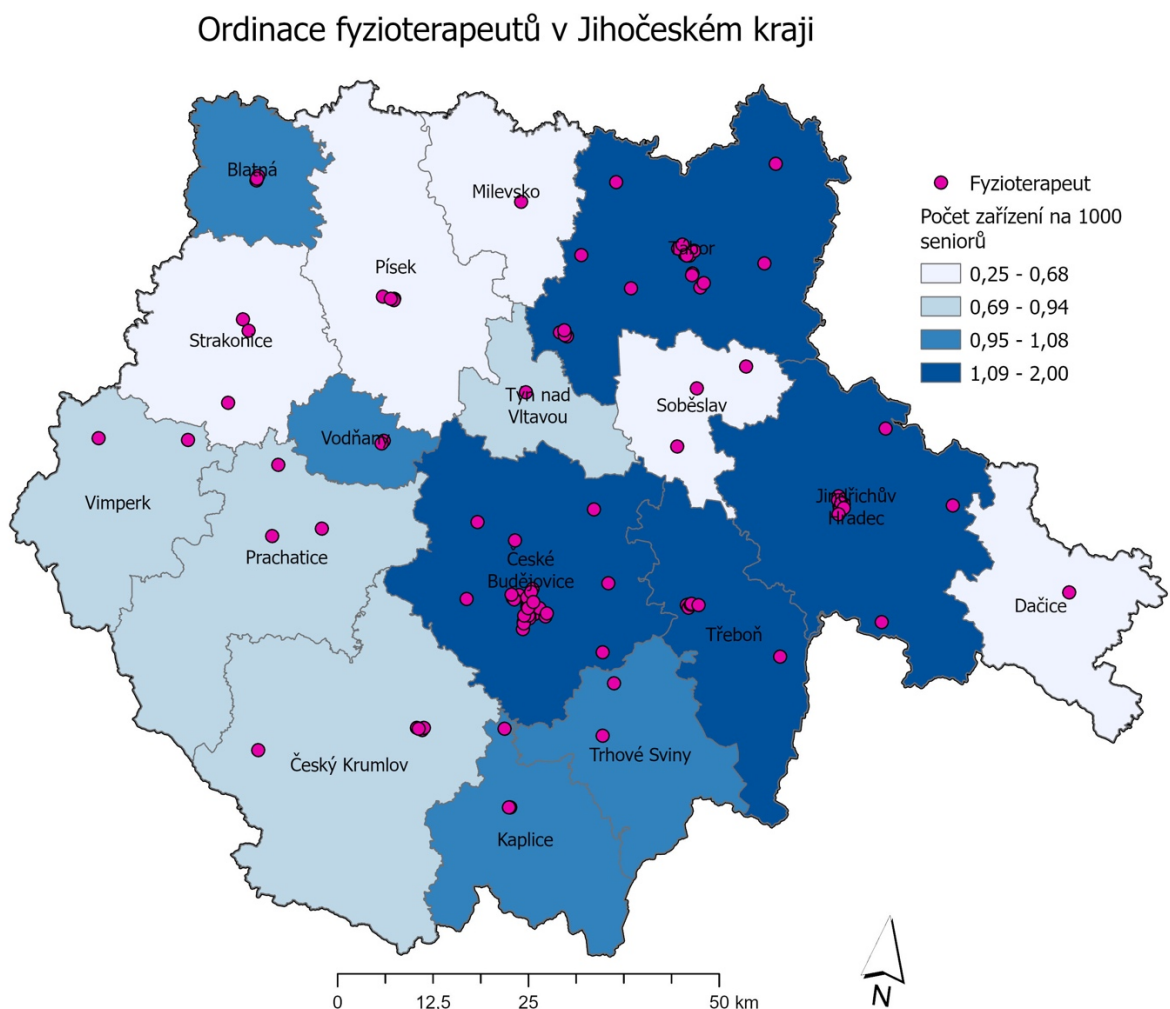 Ordinace fyzioterapeutů v Jihočeském kraji
Fyzioterapeut
Počet zařízení na 1000
seniorů
0,25 - 0,68
0,69 - 0,94
0,95 - 1,08
1,09 - 2,00
Blatná
Milevsko
Tábor
Písek
Strakonice
Týn nad
Vltavou
Soběslav
Vodňany
Vimperk
Prachatice
Jindřichův
Hradec
České
Budějovice
Dačice
Třeboň
Český Krumlov
Trhové Sviny
Kaplice
0
12.5
25
50 km
N